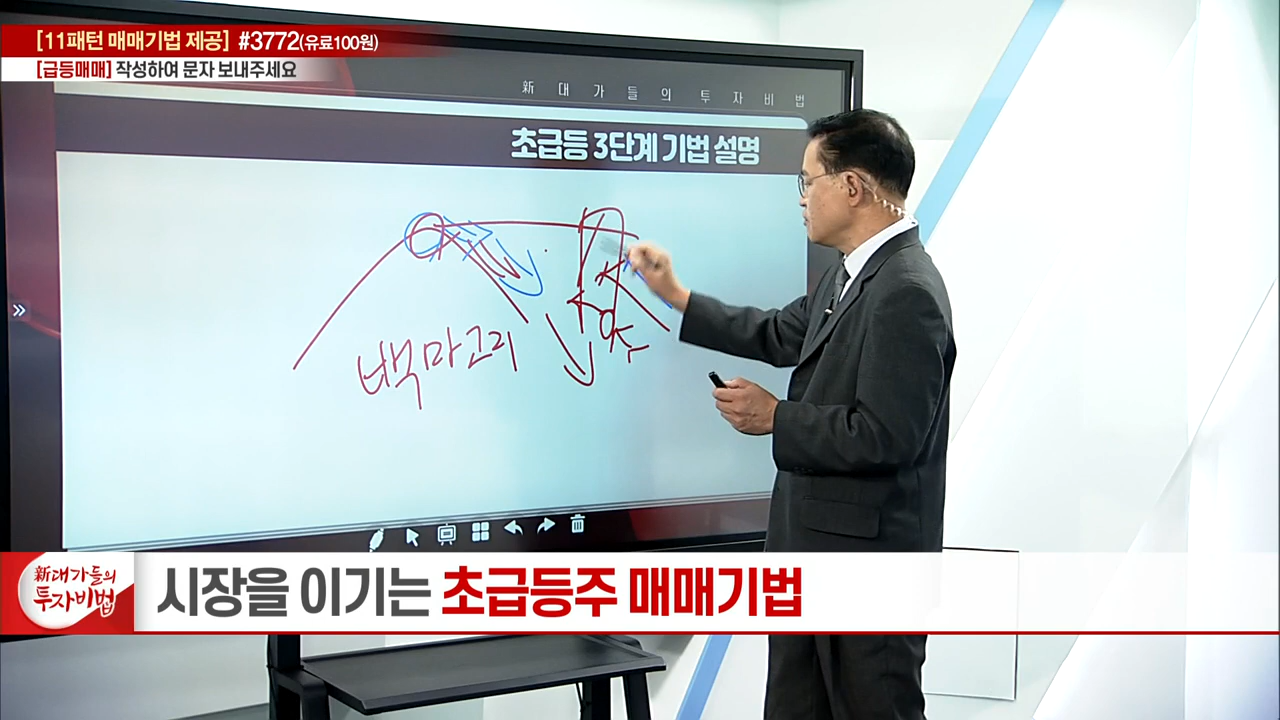 [11패턴 매매기법 제공] #3772(유료100원)
[급등매매] 작성하여 문자 보내주세요
新대가들의 투자비법
초급등 3단계 기법 설명
백마고지
新대가들의
투자비법
시장을 이기는 초급등주 매매기법